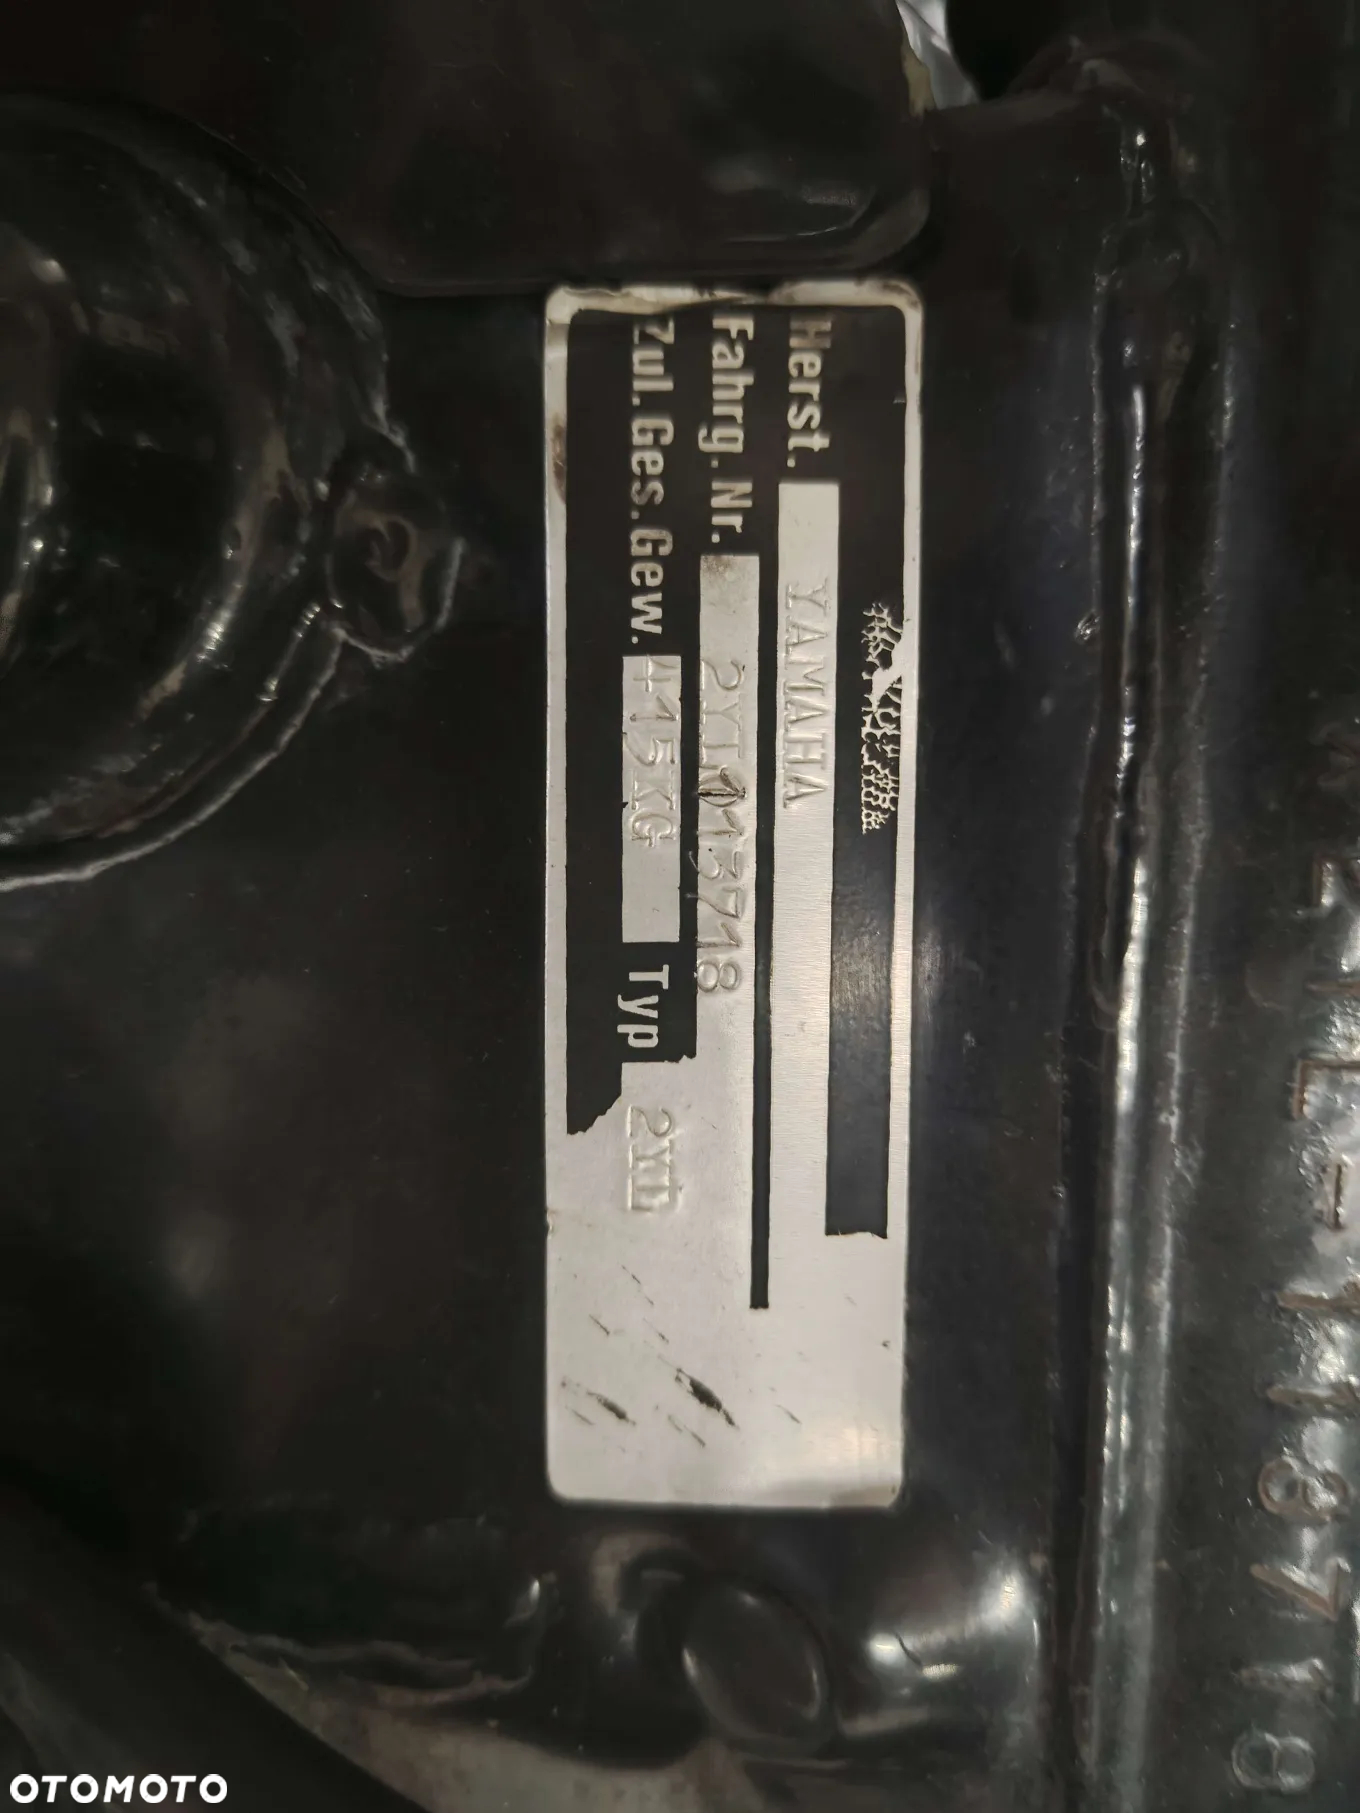 Herst. YAMAHA
Fahrg. Nr. 2YL013718
Zul. Ges. Gew. 415KG Typ 2YL
OTOMOTO